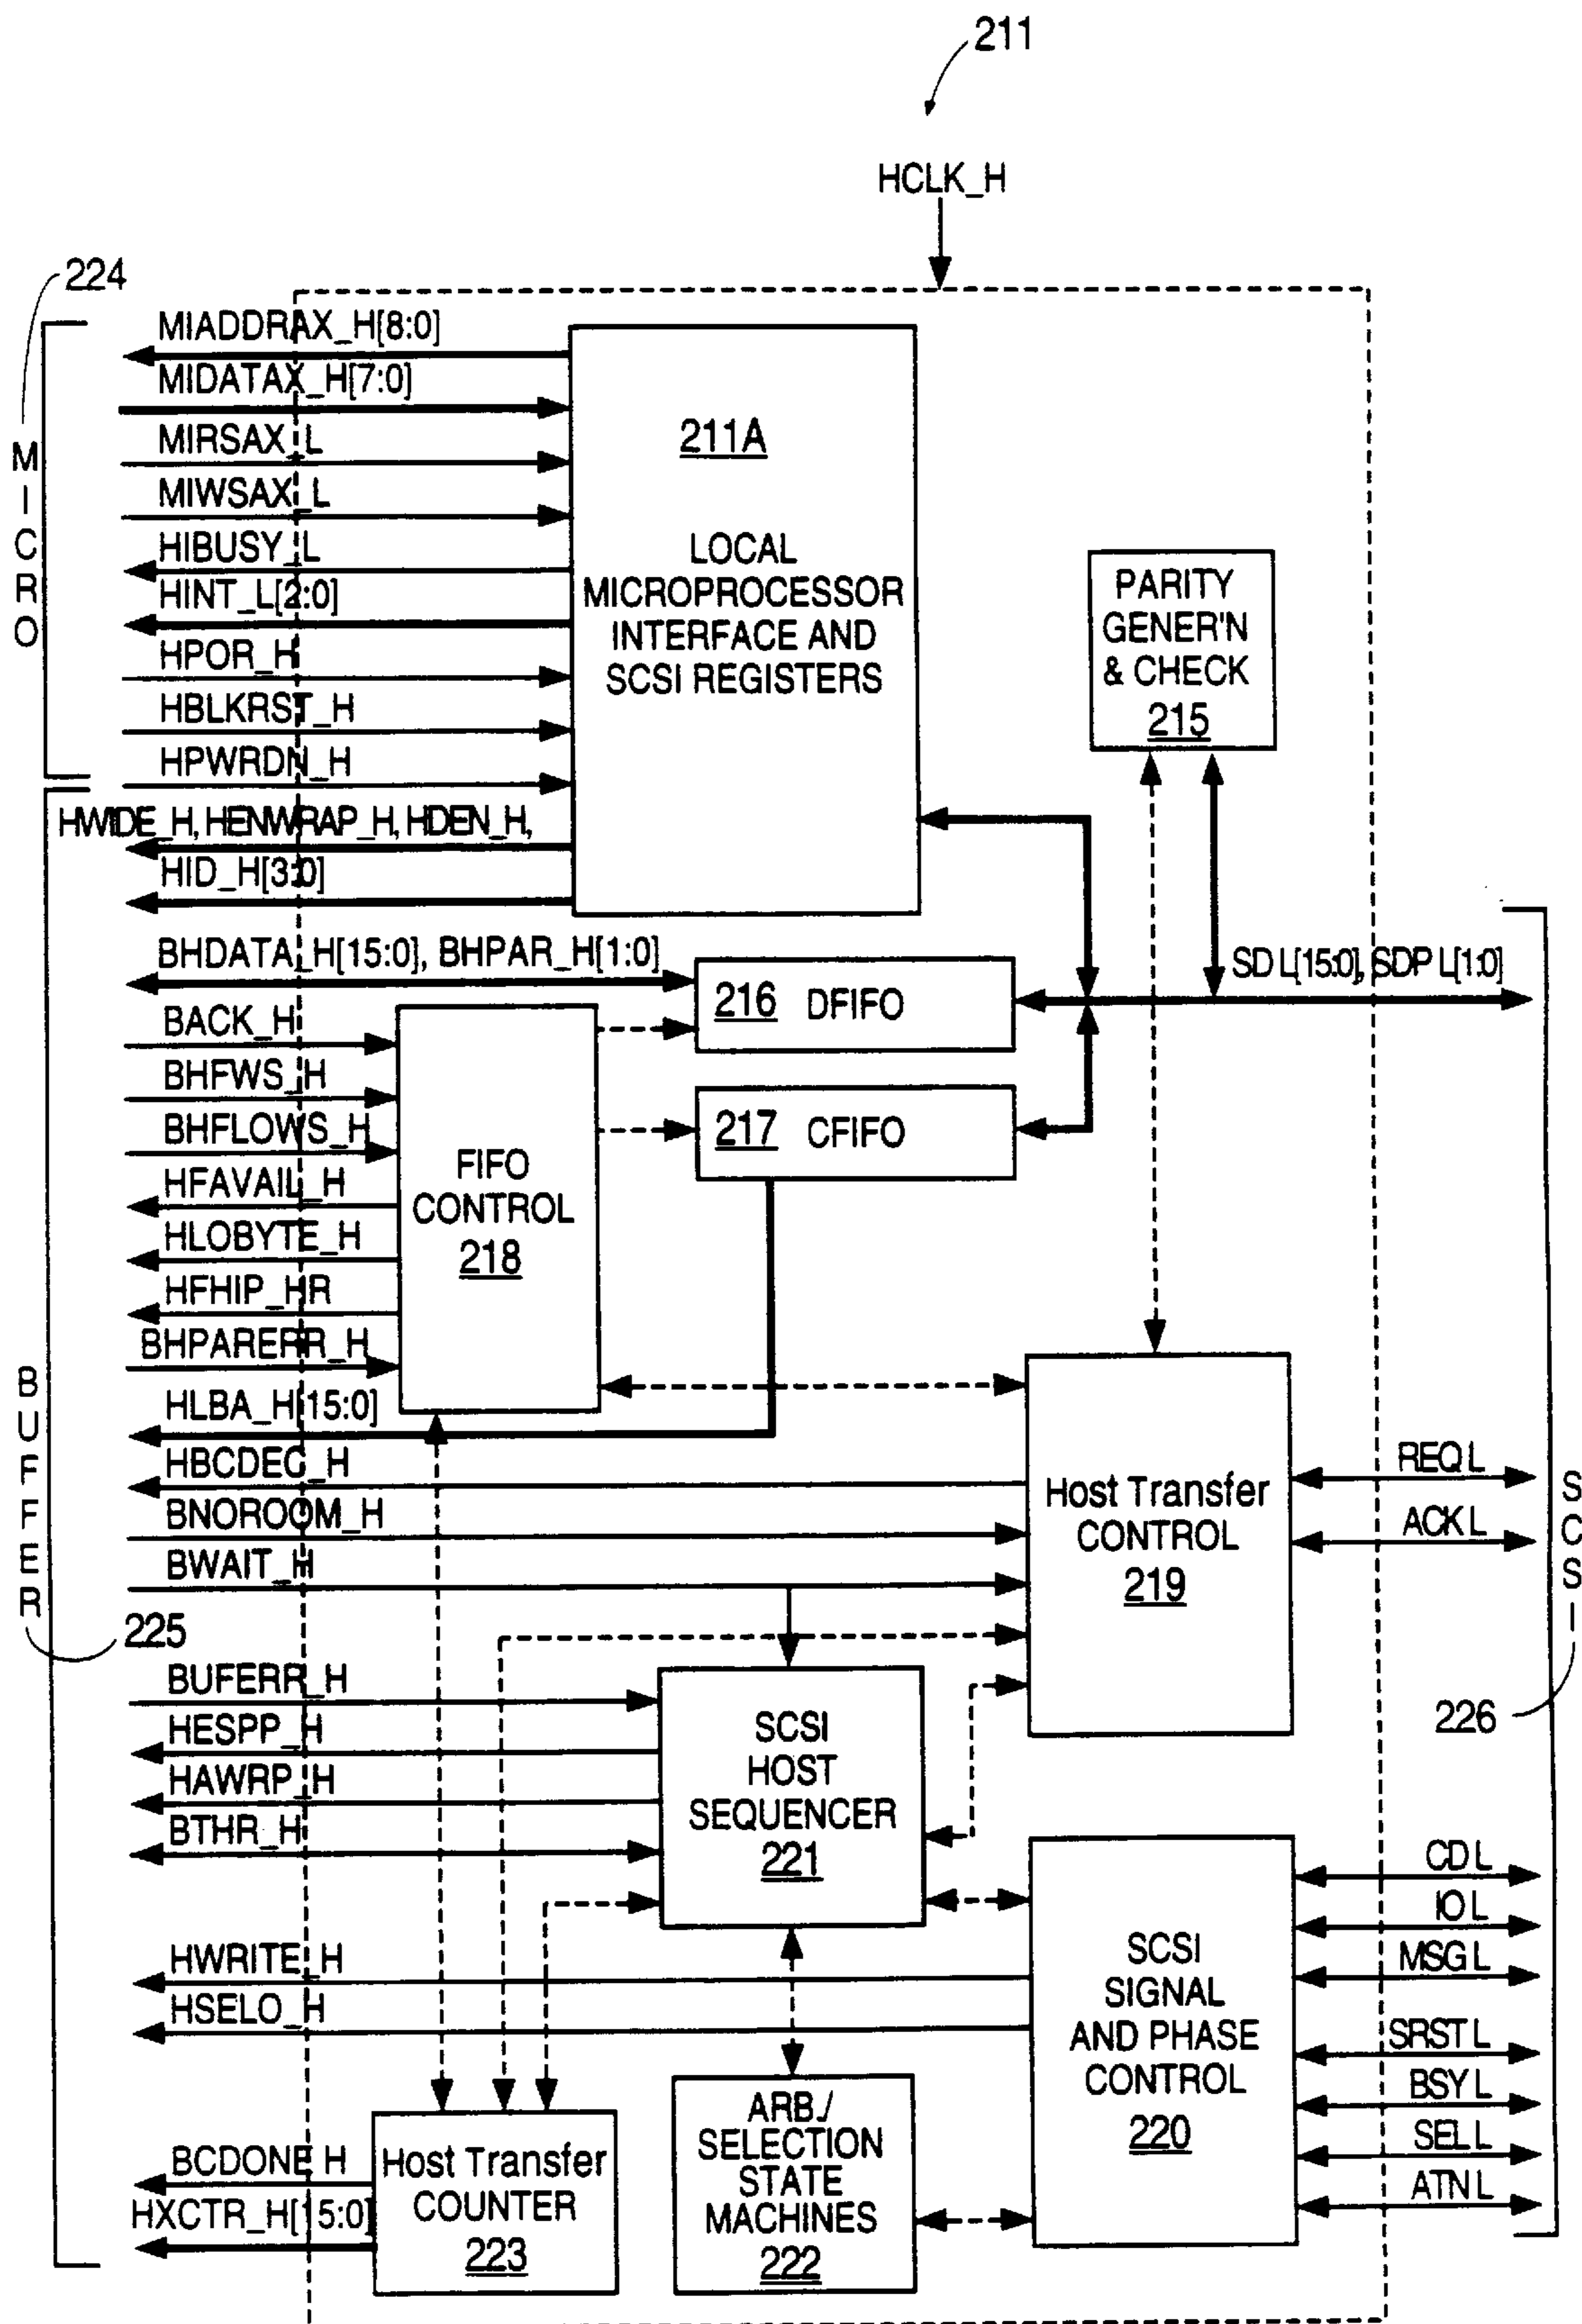 211
HCLK_H
224
MICRO
MIADDRAX_H[8:0]
MIDATAX_H[7:0]
MIRSAX_L
MIWSAX_L
HIBUSY_L
HINT_L[2:0]
HPOR_H
HBLKRST_H
HPWRDN_H
HWIDE_H, HENWRAP_H, HDEN_H,
HID_H[3:0]
211A
LOCAL
MICROPROCESSOR
INTERFACE AND
SCSI REGISTERS
PARITY
GENER'N
& CHECK
215
BHDATA_H[15:0], BHPAR_H[1:0]
216 DFIFO
SD L[15:0], SDP L[1:0]
BACK_H
BHFWS_H
BHFLOWS_H
HFAVAIL_H
HLOBYTE_H
HFHIP_HR
BHPARERR_H
FIFO
CONTROL
218
217 CFIFO
BUFFER
225
HLBA_H[15:0]
HBCDEC_H
BNOROOM_H
BWAIT_H
Host Transfer
CONTROL
219
REQ L
ACK L
SCSI
226
BUFERR_H
HESPP_H
HAWRP_H
BTHR_H
SCSI
HOST
SEQUENCER
221
HWRITE_H
HSELO_H
SCSI
SIGNAL
AND PHASE
CONTROL
220
CD L
IO L
MSG L
SRST L
BSY L
SEL L
ATN L
BCDONE H
HXCTR_H[15:0]
Host Transfer
COUNTER
223
ARB./
SELECTION
STATE
MACHINES
222